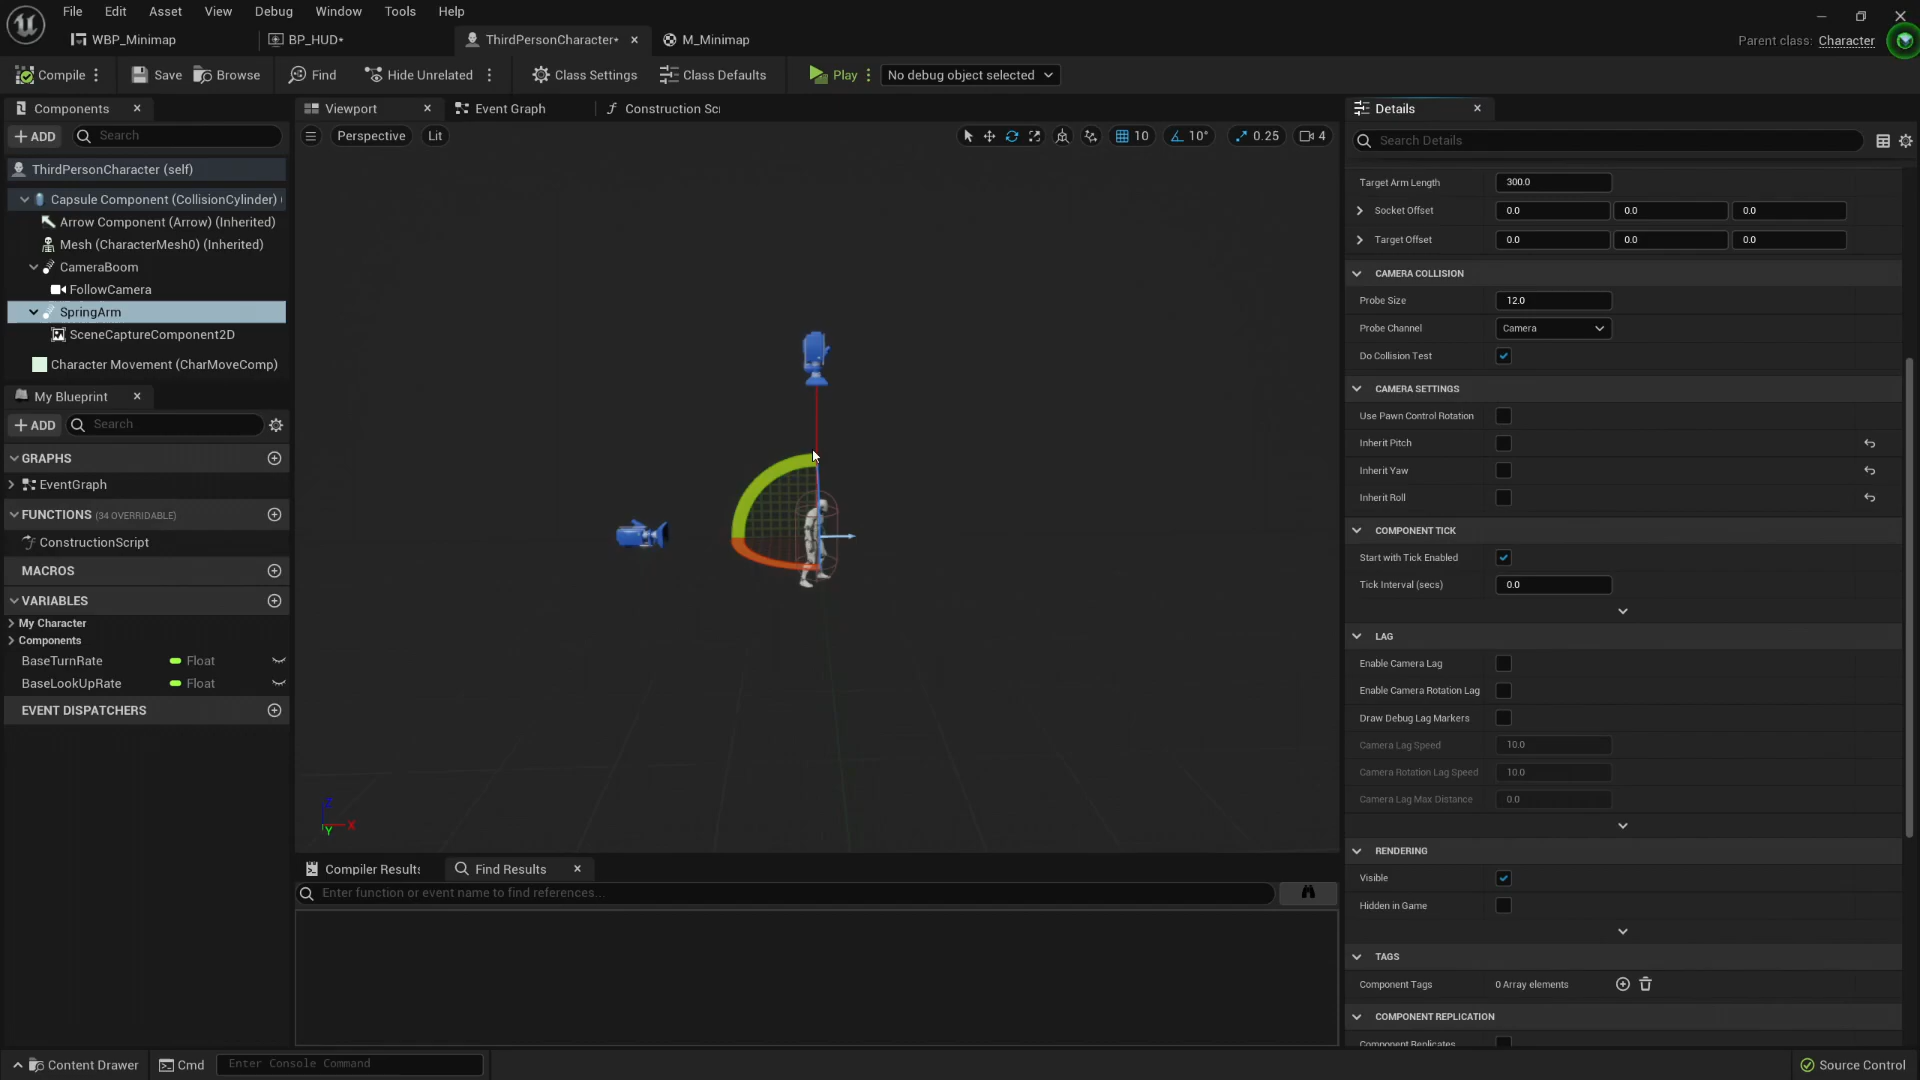 File Edit Asset View Debug Window Tools Help
WBP_Minimap BP_HUD* ThirdPersonCharacter* M_Minimap
Parent class: Character
Compile Save Browse Find Hide Unrelated Class Settings Class Defaults Play No debug object selected
Components
ADD Search
ThirdPersonCharacter (self)
Capsule Component (CollisionCylinder) (
Arrow Component (Arrow) (Inherited)
Mesh (CharacterMesh0) (Inherited)
CameraBoom
FollowCamera
SpringArm
SceneCaptureComponent2D
Character Movement (CharMoveComp)
My Blueprint
ADD Search
GRAPHS
EventGraph
FUNCTIONS (34 OVERRIDABLE)
ConstructionScript
MACROS
VARIABLES
My Character
Components
BaseTurnRate Float
BaseLookUpRate Float
EVENT DISPATCHERS
Viewport Event Graph Construction Scr
Perspective Lit 10 10° 0.25 4
Z
X
Y
Compiler Results Find Results
Enter function or event name to find references...
Details
Search Details
Target Arm Length 300.0
Socket Offset 0.0 0.0 0.0
Target Offset 0.0 0.0 0.0
CAMERA COLLISION
Probe Size 12.0
Probe Channel Camera
Do Collision Test
CAMERA SETTINGS
Use Pawn Control Rotation
Inherit Pitch
Inherit Yaw
Inherit Roll
COMPONENT TICK
Start with Tick Enabled
Tick Interval (secs) 0.0
LAG
Enable Camera Lag
Enable Camera Rotation Lag
Draw Debug Lag Markers
Camera Lag Speed 10.0
Camera Rotation Lag Speed 10.0
Camera Lag Max Distance 0.0
RENDERING
Visible
Hidden in Game
TAGS
Component Tags 0 Array elements
COMPONENT REPLICATION
Component Replicates
Content Drawer Cmd Enter Console Command Source Control